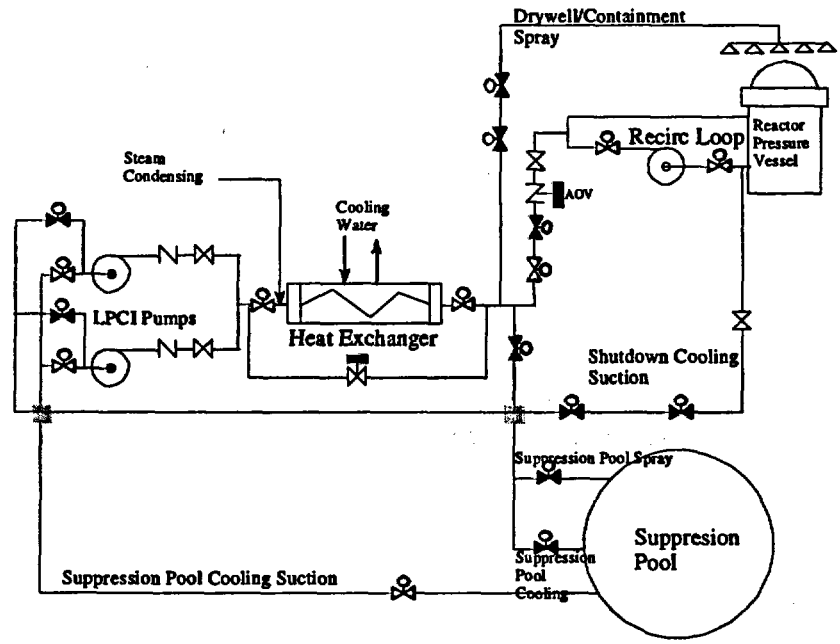 Drywell/Containment
Spray
Reactor
Pressure
Vessel
Recirc Loop
Steam
Condensing
AOV
Cooling
Water
LPCI Pumps
Heat Exchanger
Shutdown Cooling
Suction
Suppression Pool Spray
Suppresion
Pool
Suppression Pool Cooling Suction
Suppression
Pool
Cooling